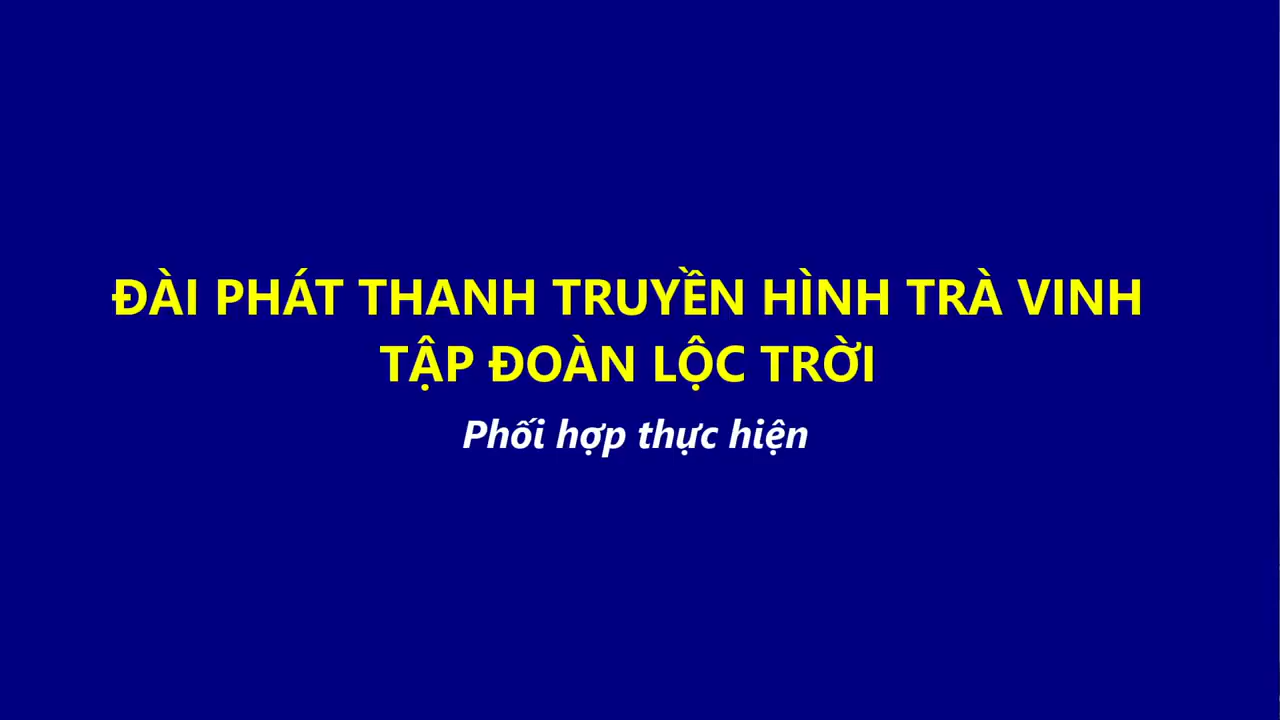 ĐÀI PHÁT THANH TRUYỀN HÌNH TRÀ VINH
TẬP ĐOÀN LỘC TRỜI
Phối hợp thực hiện